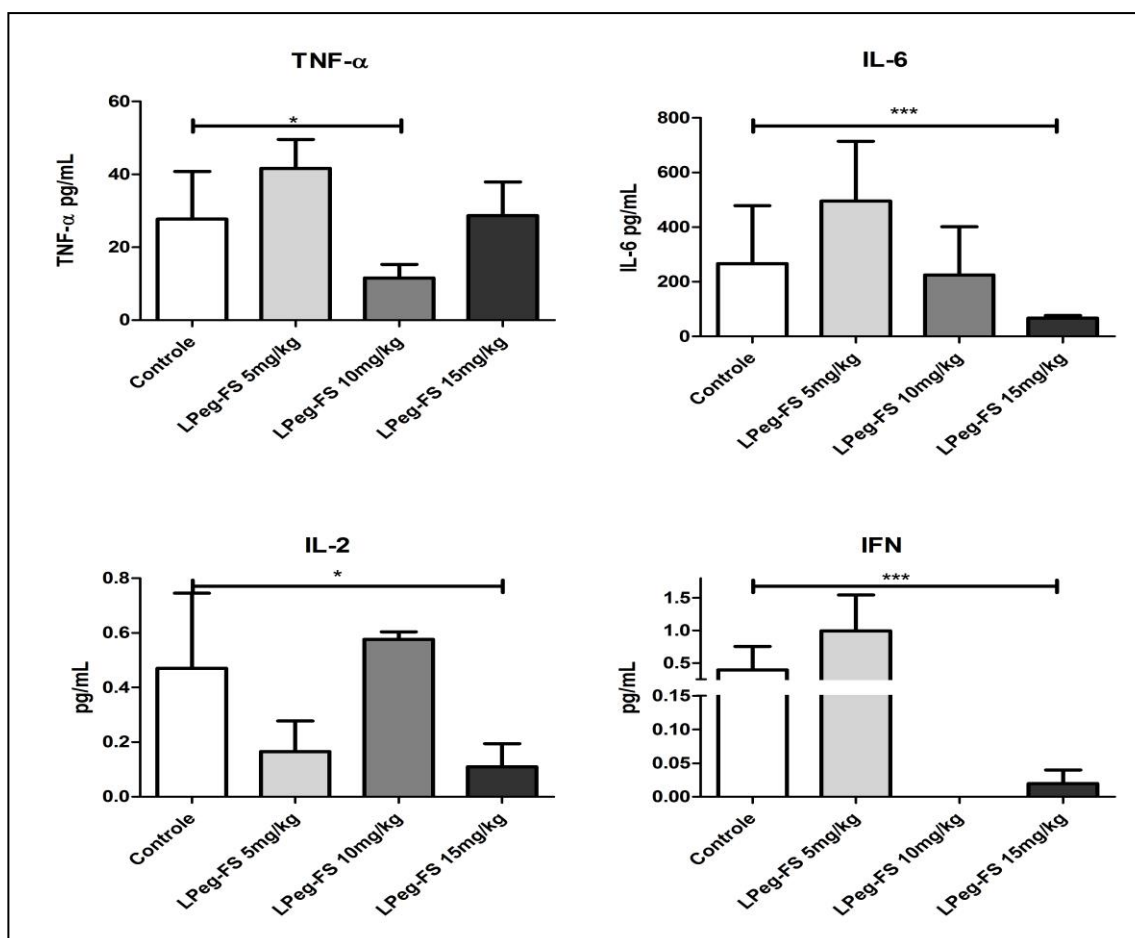 TNF-α
*
TNF-α pg/mL
60
40
20
0
Controle
LPeg-FS 5mg/kg
LPeg-FS 10mg/kg
LPeg-FS 15mg/kg
IL-6
***
IL-6 pg/mL
800
600
400
200
0
Controle
LPeg-FS 5mg/kg
LPeg-FS 10mg/kg
LPeg-FS 15mg/kg
IL-2
*
pg/mL
0.8
0.6
0.4
0.2
0.0
Controle
LPeg-FS 5mg/kg
LPeg-FS 10mg/kg
LPeg-FS 15mg/kg
IFN
***
pg/mL
1.5
1.0
0.5
0.15
0.10
0.05
0.00
Controle
LPeg-FS 5mg/kg
LPeg-FS 10mg/kg
LPeg-FS 15mg/kg